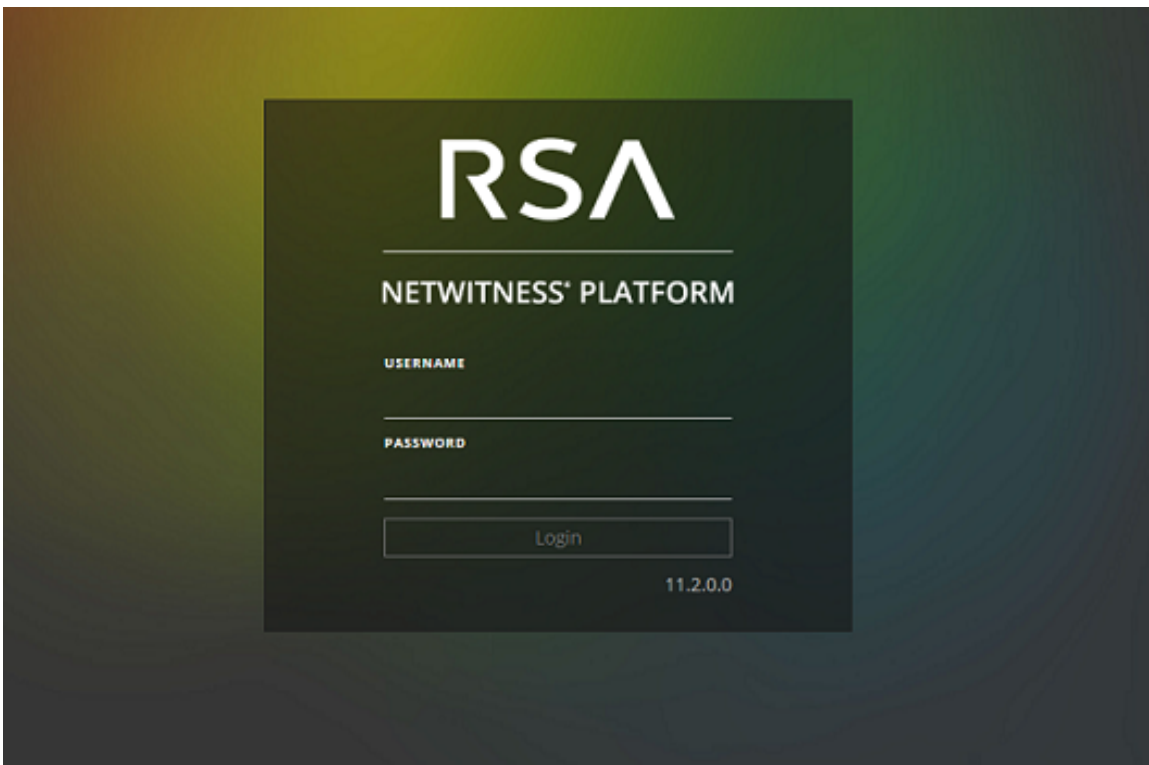 RSA
NETWITNESS® PLATFORM
USERNAME
PASSWORD
Login
11.2.0.0